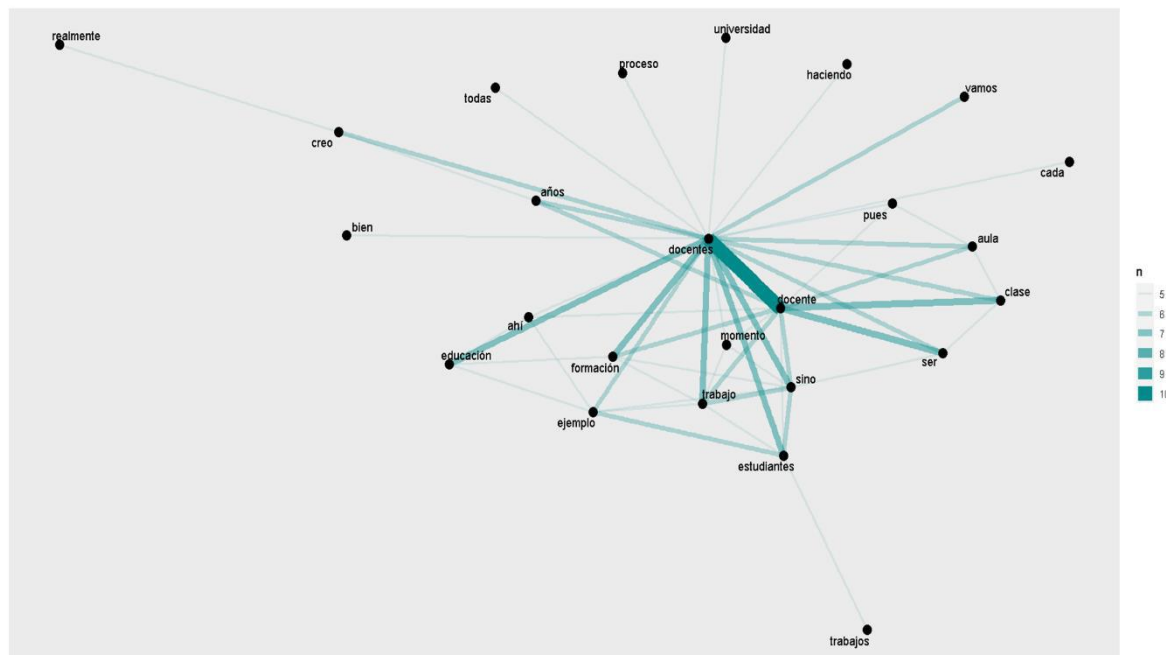 realmente
universidad
proceso
haciendo
todas
vamos
creo
cada
años
pues
bien
aula
docentes
n
5
clase
6
docente
7
ahí
momento
8
educación
formación
ser
9
sino
10
trabajo
ejemplo
estudiantes
trabajos